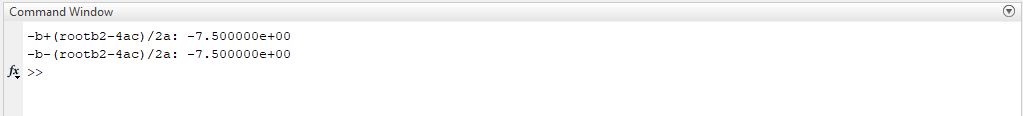 Command Window
-b+(rootb2-4ac)/2a: -7.500000e+00
-b-(rootb2-4ac)/2a: -7.500000e+00
fx >>